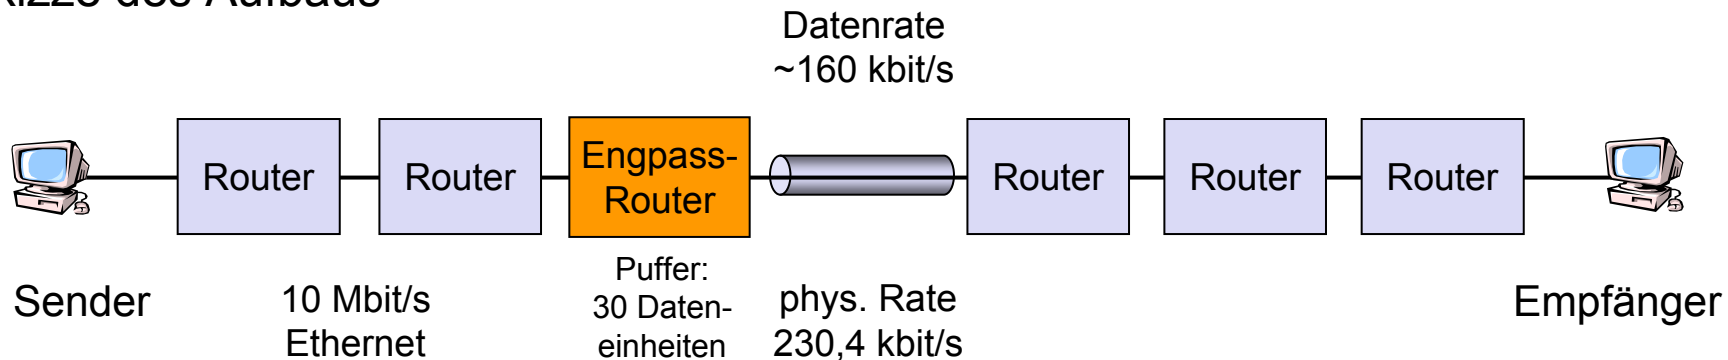 Datenrate
~160 kbit/s
Router
Router
Engpass-
Router
Router
Router
Router
Sender
10 Mbit/s
Ethernet
Puffer:
30 Daten-
einheiten
phys. Rate
230,4 kbit/s
Empfänger